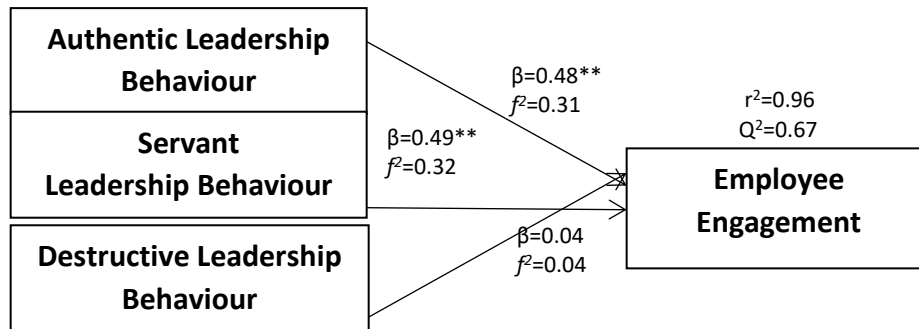 Authentic Leadership
Behaviour
Servant
Leadership Behaviour
Destructive Leadership
Behaviour
β=0.48**
f²=0.31
β=0.49**
f²=0.32
β=0.04
f²=0.04
r²=0.96
Q²=0.67
Employee
Engagement